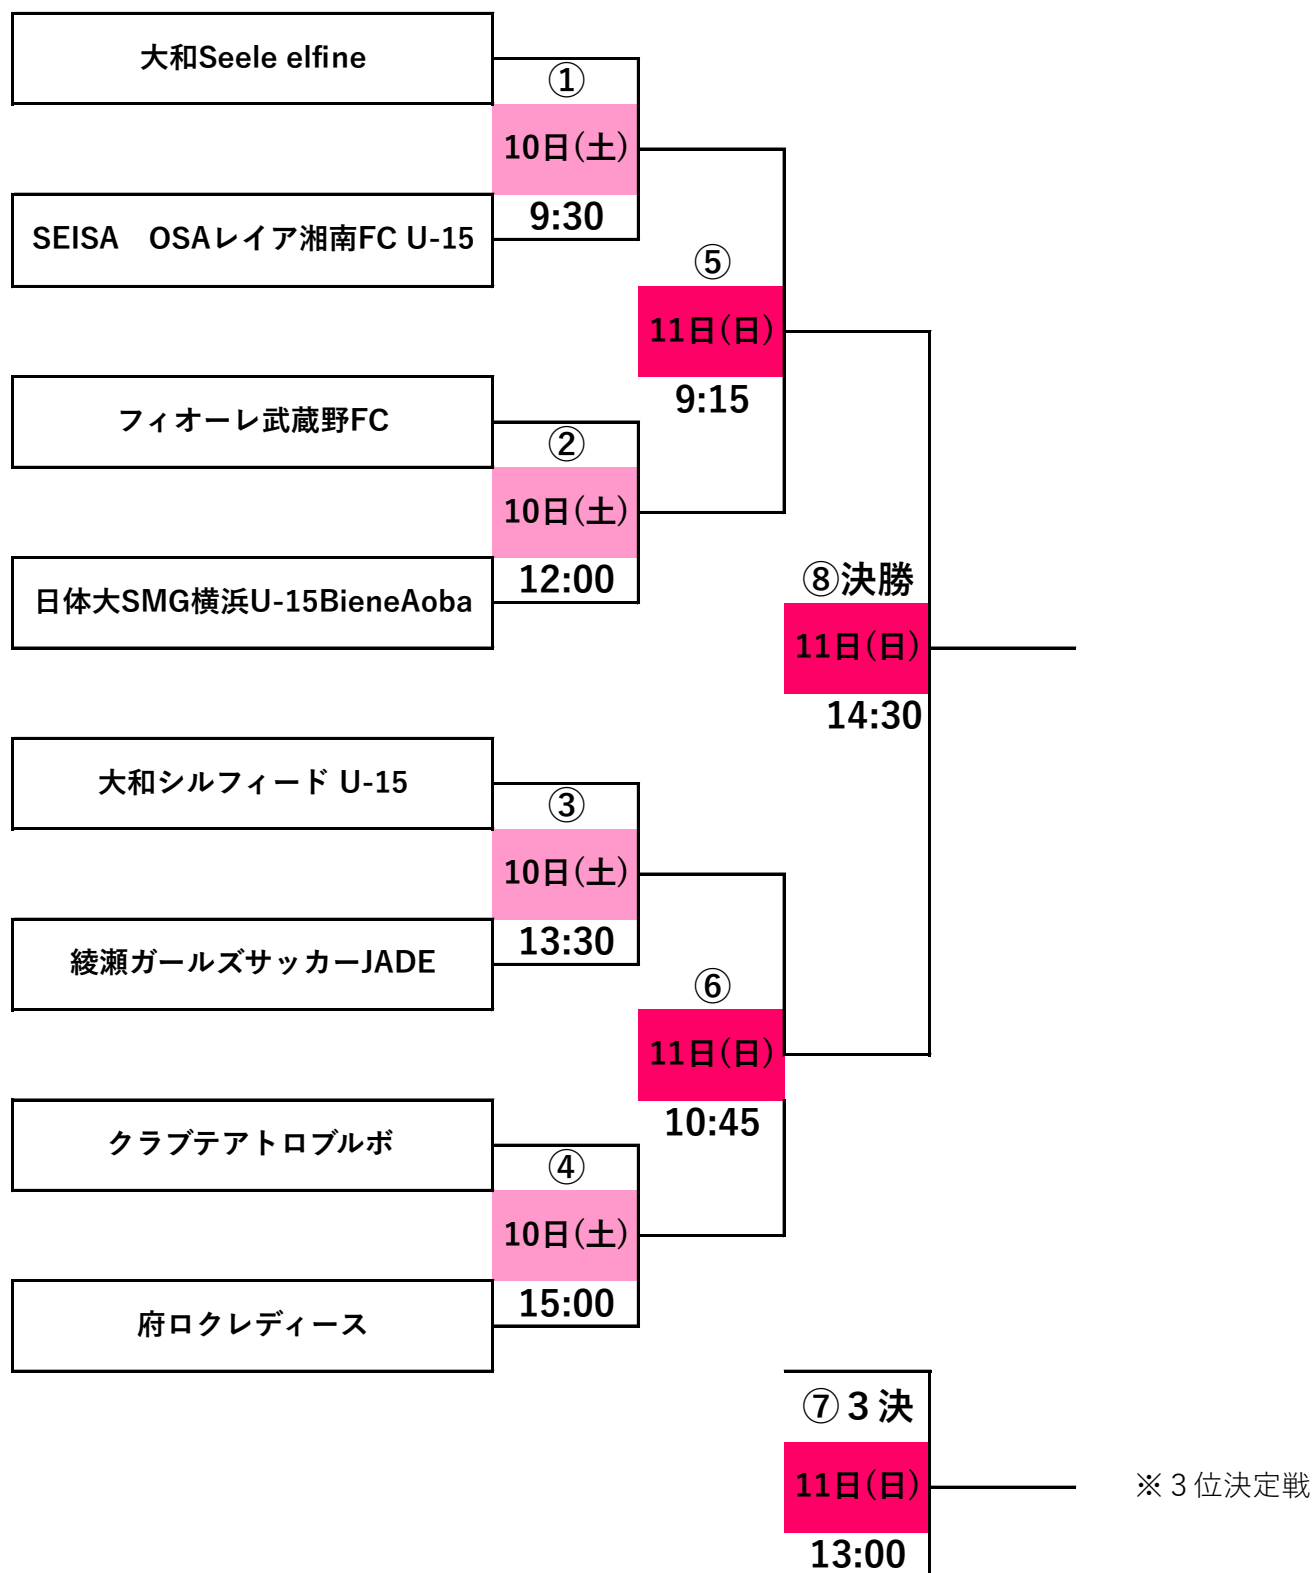 大和Seele elfine
①
10日(土)
9:30
SEISA　OSAレイア湘南FC U-15
⑤
11日(日)
9:15
フィオーレ武蔵野FC
②
10日(土)
12:00
日体大SMG横浜U-15BieneAoba
⑧決勝
11日(日)
14:30
大和シルフィード U-15
③
10日(土)
13:30
綾瀬ガールズサッカーJADE
⑥
11日(日)
10:45
クラブテアトロブルボ
④
10日(土)
15:00
府ロクレディース
⑦３決
11日(日)
13:00
※３位決定戦